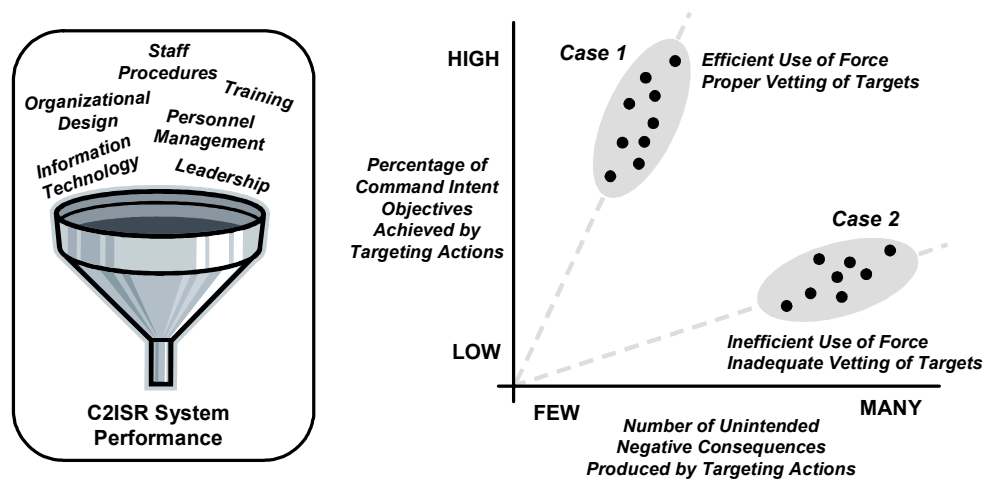 Staff
Procedures
Training
Organizational
Design
Personnel
Management
Information
Technology
Leadership
C2ISR System
Performance
HIGH
Case 1
Efficient Use of Force
Proper Vetting of Targets
Percentage of
Command Intent
Objectives
Achieved by
Targeting Actions
Case 2
Inefficient Use of Force
Inadequate Vetting of Targets
LOW
FEW
MANY
Number of Unintended
Negative Consequences
Produced by Targeting Actions